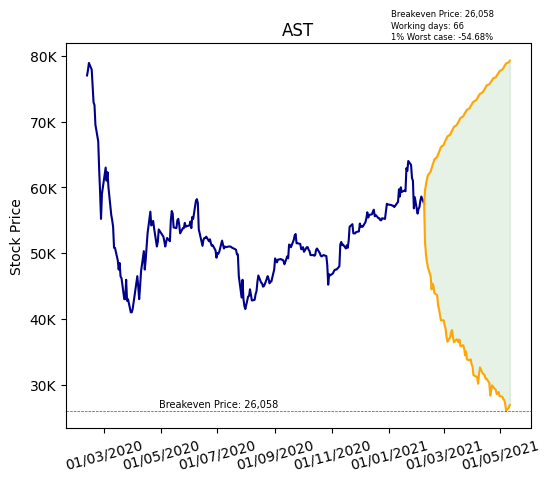 Breakeven Price: 26,058
Working days: 66
1% Worst case: -54.68%
AST
80K
70K
60K
50K
40K
30K
Stock Price
Breakeven Price: 26,058
01/03/2020
01/05/2020
01/07/2020
01/09/2020
01/11/2020
01/01/2021
01/03/2021
01/05/2021